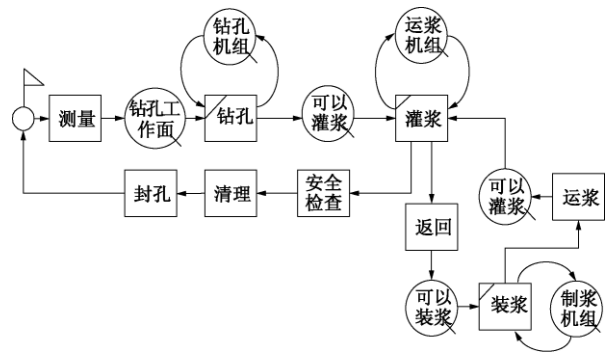 钻孔
机组
运浆
机组
测量
钻孔工
作面
钻孔
可以
灌浆
灌浆
封孔
清理
安全
检查
可以
灌浆
运浆
返回
可以
装浆
装浆
制浆
机组